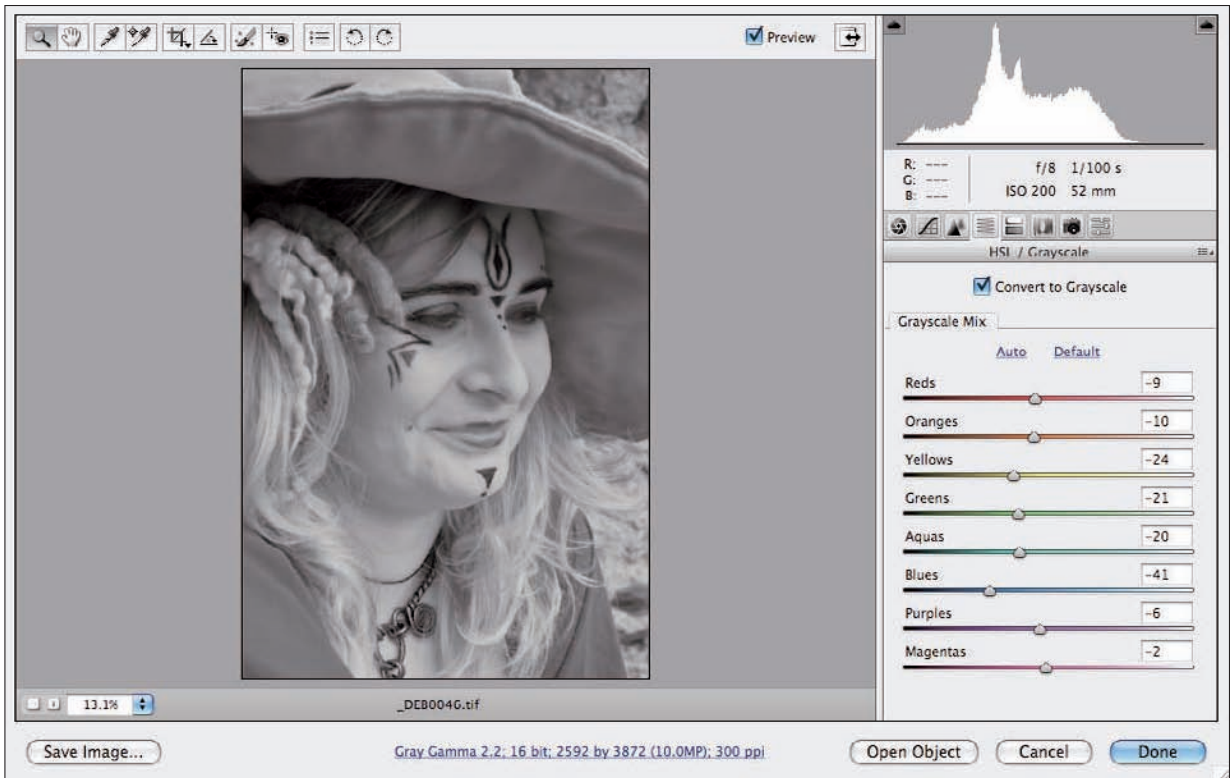 Preview
R: ---
G: ---
B: ---
f/8 1/100 s
ISO 200 52 mm
HSL / Grayscale
Convert to Grayscale
Grayscale Mix
Auto Default
Reds -9
Oranges -10
Yellows -24
Greens -21
Aquas -20
Blues -41
Purples -6
Magentas -2
13.1%
_DEB0046.tif
Save Image...
Gray Gamma 2.2; 16 bit; 2592 by 3872 (10.0MP); 300 ppi
Open Object
Cancel
Done